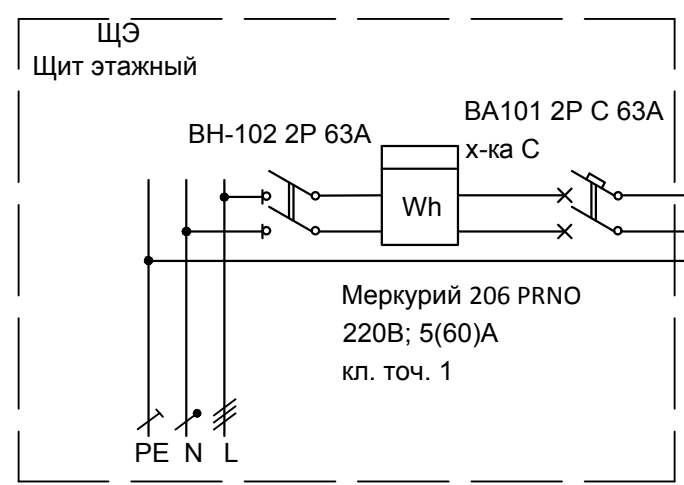 ЩЭ
Щит этажный
ВН-102 2Р 63А
ВА101 2Р С 63А
х-ка С
Wh
Меркурий 206 PRNO
220В; 5(60)А
кл. точ. 1
PE N L